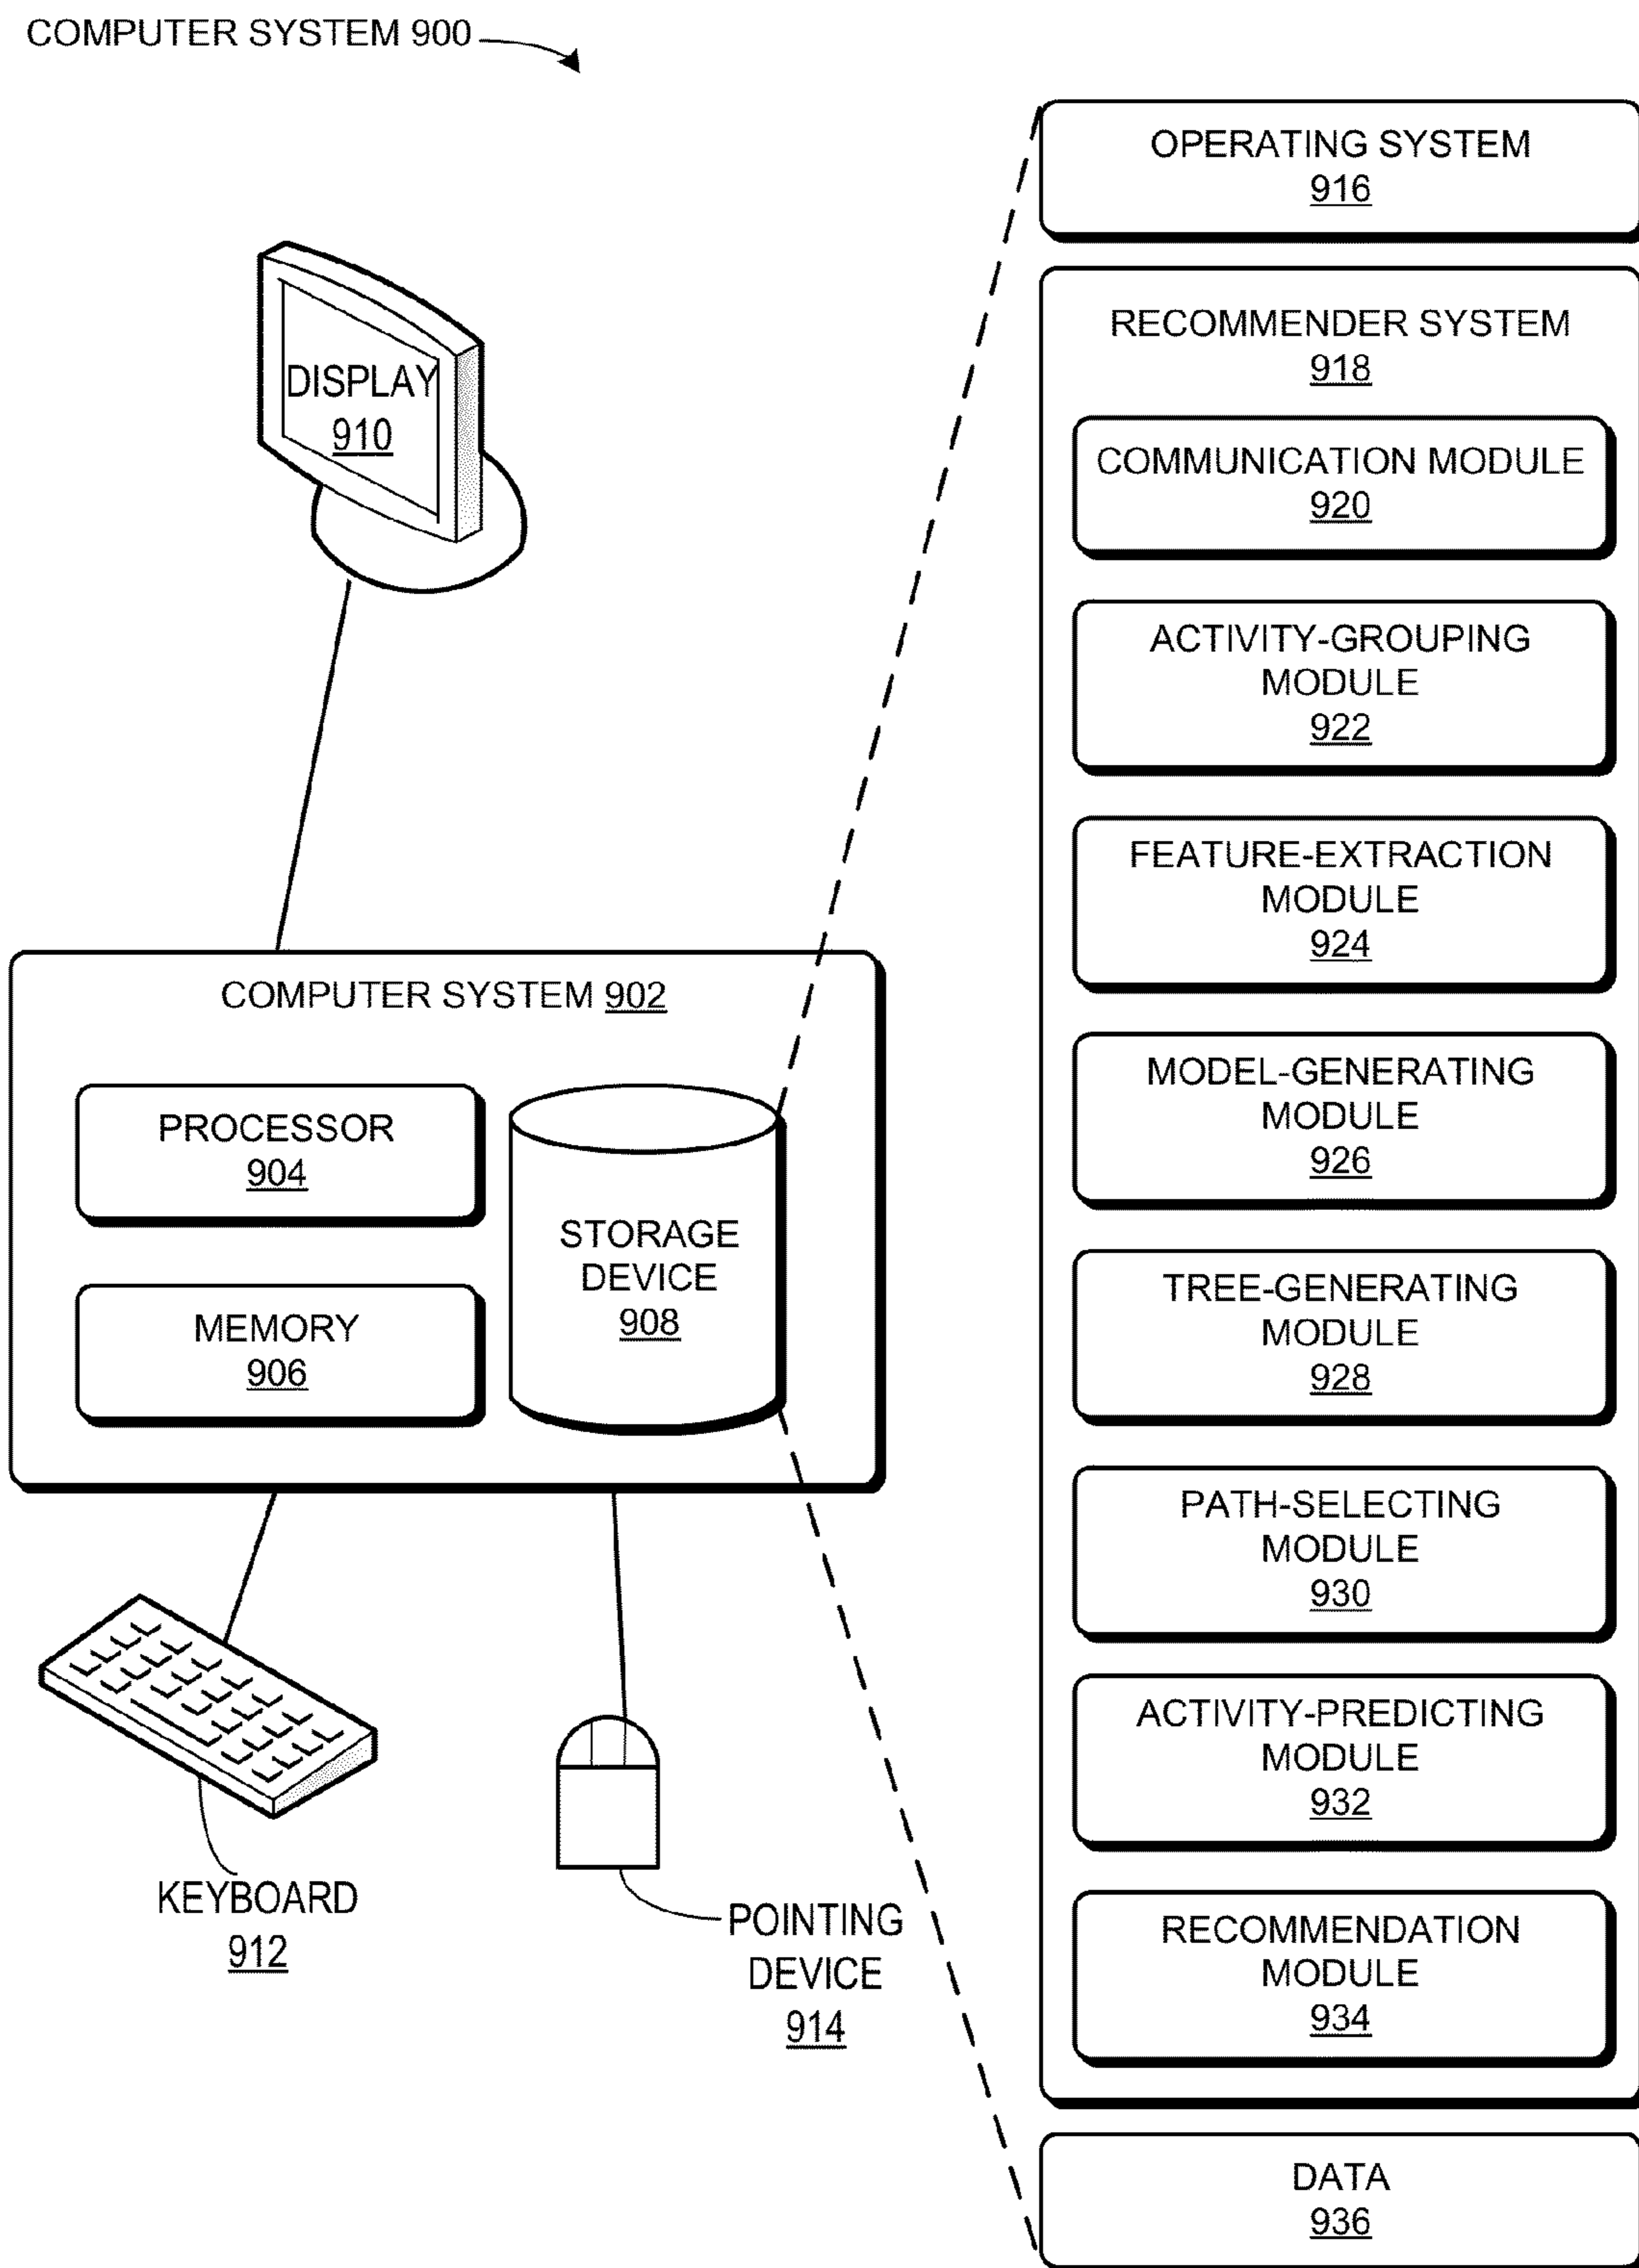 COMPUTER SYSTEM 900
DISPLAY
910
COMPUTER SYSTEM 902
PROCESSOR
904
MEMORY
906
STORAGE
DEVICE
908
KEYBOARD
912
POINTING
DEVICE
914
OPERATING SYSTEM
916
RECOMMENDER SYSTEM
918
COMMUNICATION MODULE
920
ACTIVITY-GROUPING
MODULE
922
FEATURE-EXTRACTION
MODULE
924
MODEL-GENERATING
MODULE
926
TREE-GENERATING
MODULE
928
PATH-SELECTING
MODULE
930
ACTIVITY-PREDICTING
MODULE
932
RECOMMENDATION
MODULE
934
DATA
936